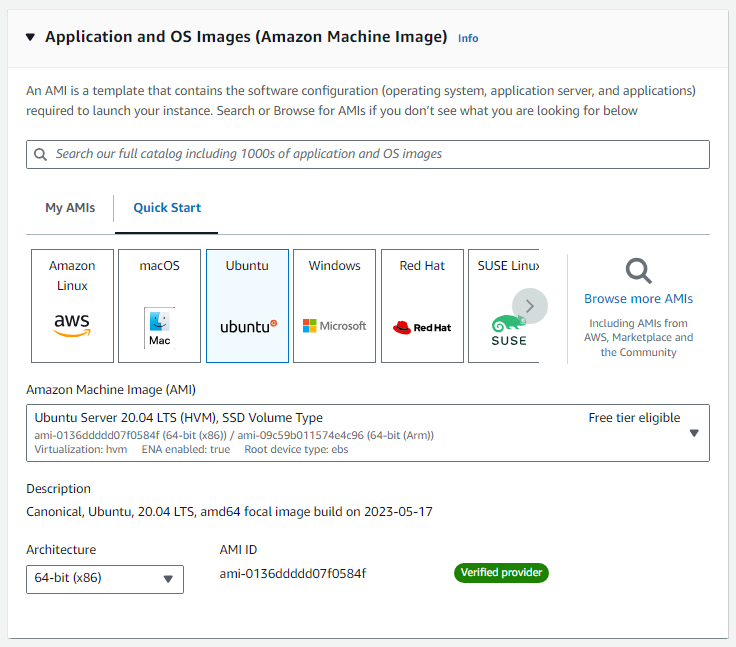 Application and OS Images (Amazon Machine Image) Info
An AMI is a template that contains the software configuration (operating system, application server, and applications)
required to launch your instance. Search or Browse for AMIs if you don't see what you are looking for below
Search our full catalog including 1000s of application and OS images
My AMIs
Quick Start
Amazon
Linux
aws
macOS
Mac
Ubuntu
ubuntu
Windows
Microsoft
Red Hat
Red Hat
SUSE Linux
SUSE
Browse more AMIs
Including AMIs from
AWS, Marketplace and
the Community
Amazon Machine Image (AMI)
Ubuntu Server 20.04 LTS (HVM), SSD Volume Type
Free tier eligible
ami-0136ddddd07f0584f (64-bit (x86)) / ami-09c59b011574e4c96 (64-bit (Arm))
Virtualization: hvm ENA enabled: true Root device type: ebs
Description
Canonical, Ubuntu, 20.04 LTS, amd64 focal image build on 2023-05-17
Architecture
64-bit (x86)
AMI ID
ami-0136ddddd07f0584f
Verified provider